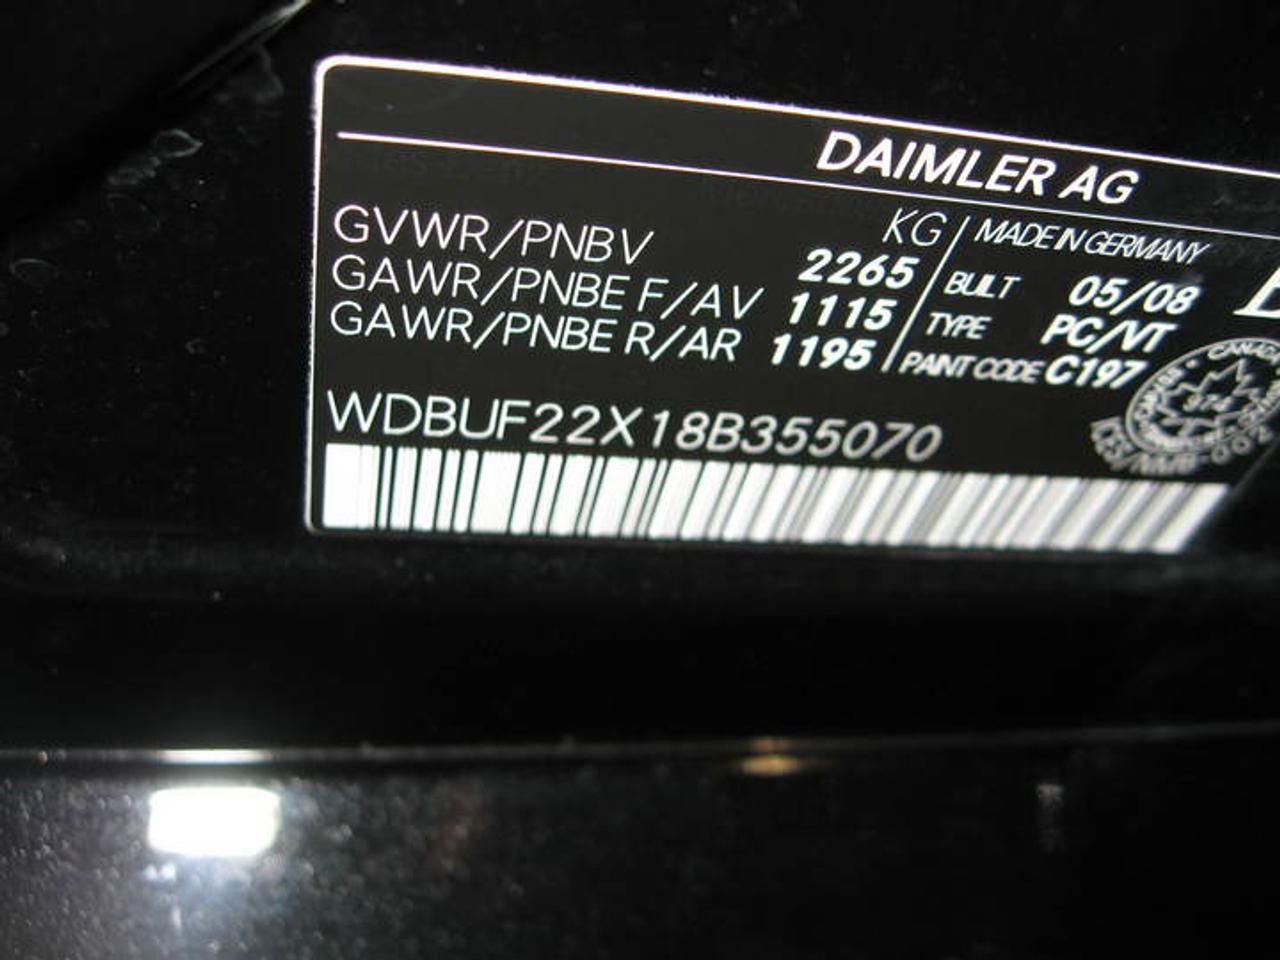 DAIMLER AG
GVWR/PNBV KG 2265
GAWR/PNBE F/AV 1115
GAWR/PNBE R/AR 1195
MADE IN GERMANY
BUILT 05/08
TYPE PC/VT
PAINT CODE C197
WDBUF22X18B355070
CANADA